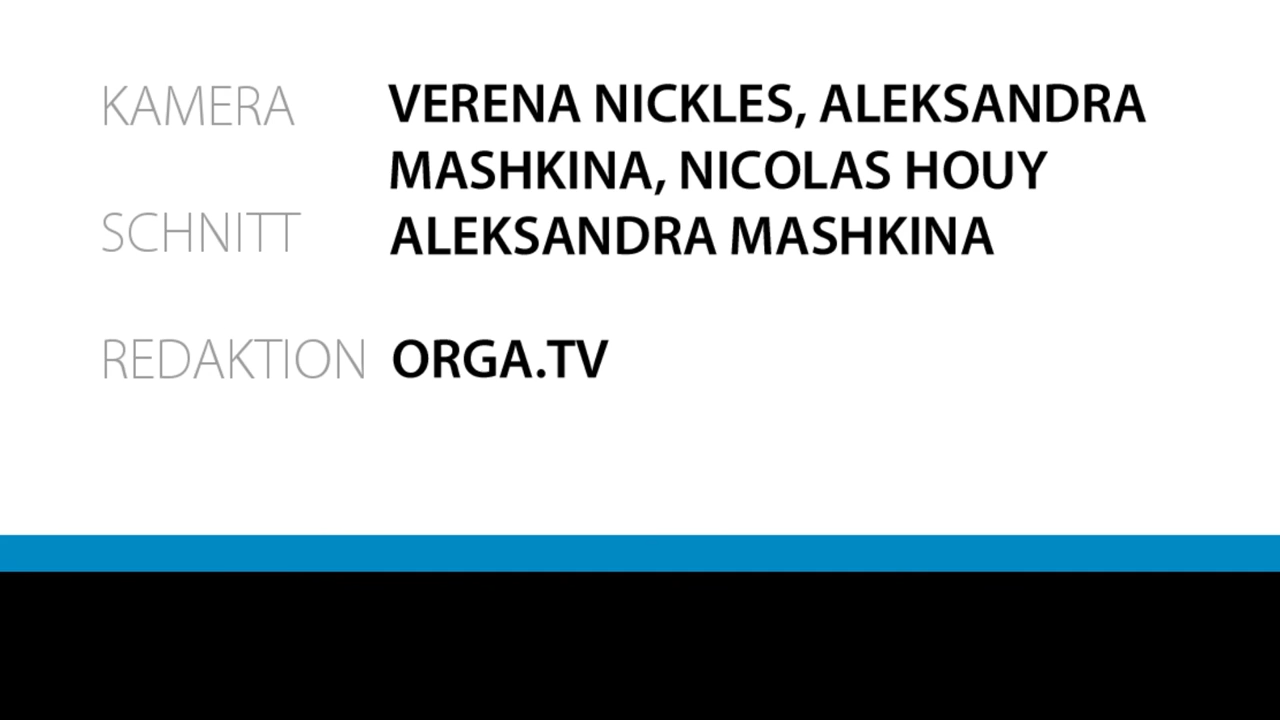 KAMERA VERENA NICKLES, ALEKSANDRA
MASHKINA, NICOLAS HOUY
SCHNITT ALEKSANDRA MASHKINA
REDAKTION ORGA.TV